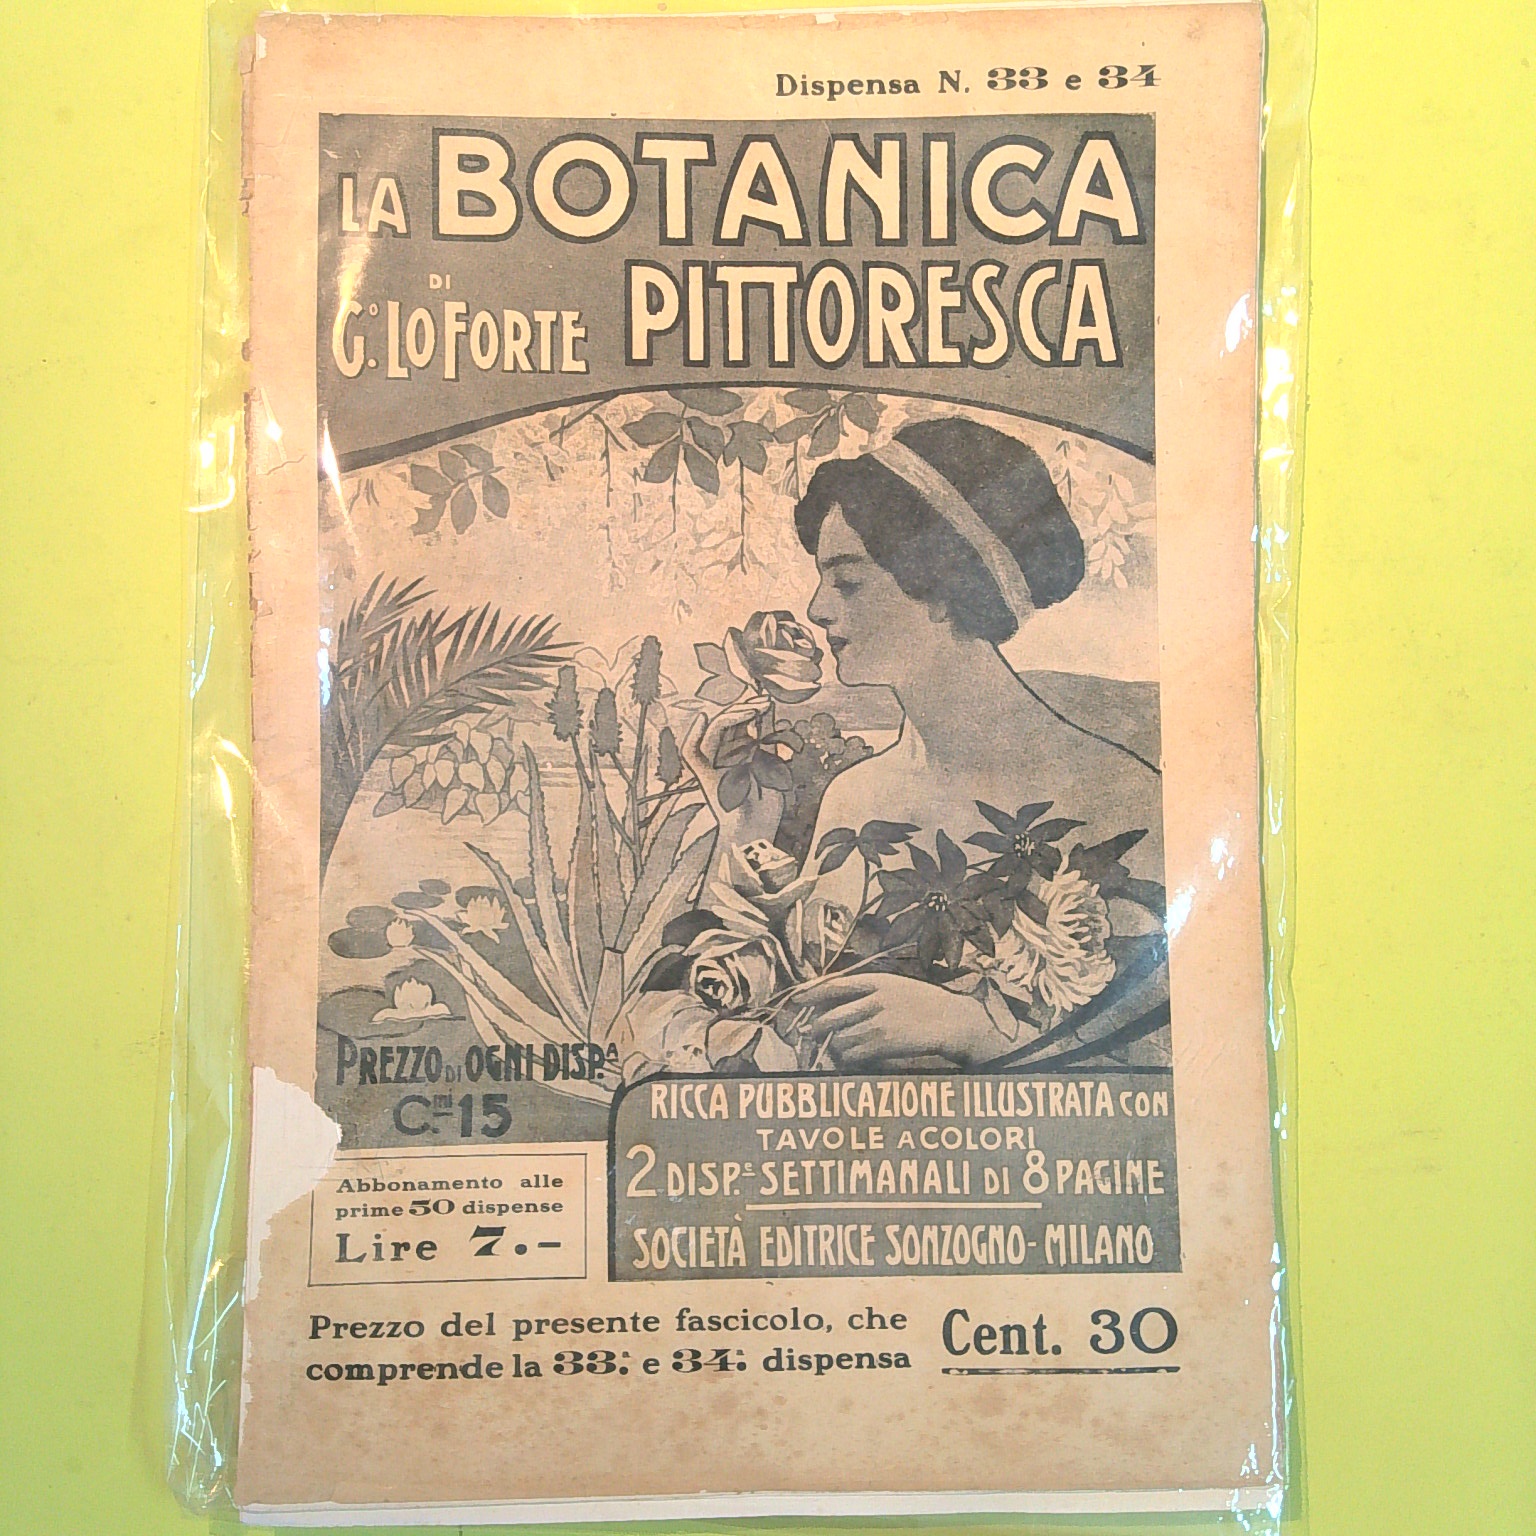 Dispensa N. 33 e 34
LA BOTANICA
PITTORESCA
DI
G.º LO FORTE
PREZZO DI OGNI DISP.ᴬ
C.ᵐⁱ 15
RICCA PUBBLICAZIONE ILLUSTRATA CON
TAVOLE A COLORI
2 DISP.ᵉ SETTIMANALI DI 8 PAGINE
SOCIETÀ EDITRICE SONZOGNO - MILANO
Abbonamento alle
prime 50 dispense
Lire 7.-
Prezzo del presente fascicolo, che
comprende la 33.ª e 34.ª dispensa
Cent. 30